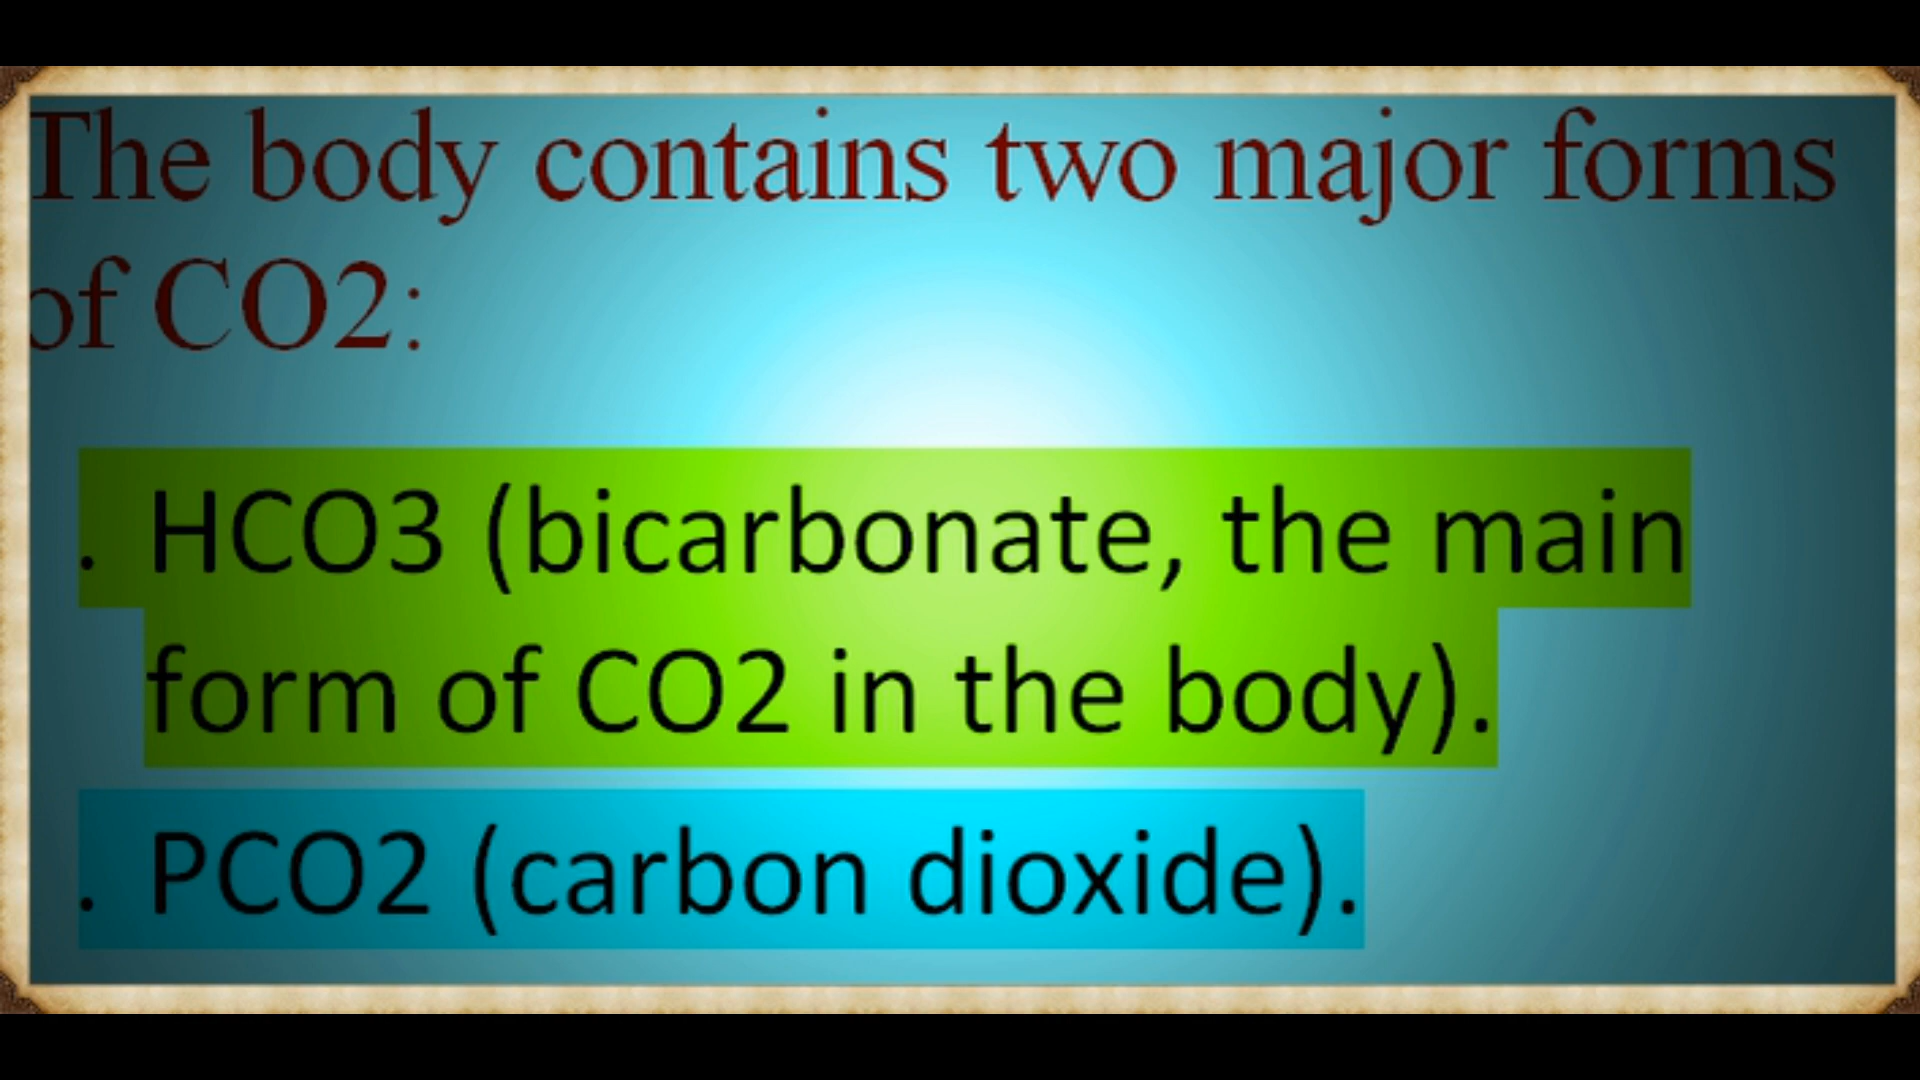 The body contains two major forms
of CO2:
. HCO3 (bicarbonate, the main
form of CO2 in the body).
. PCO2 (carbon dioxide).